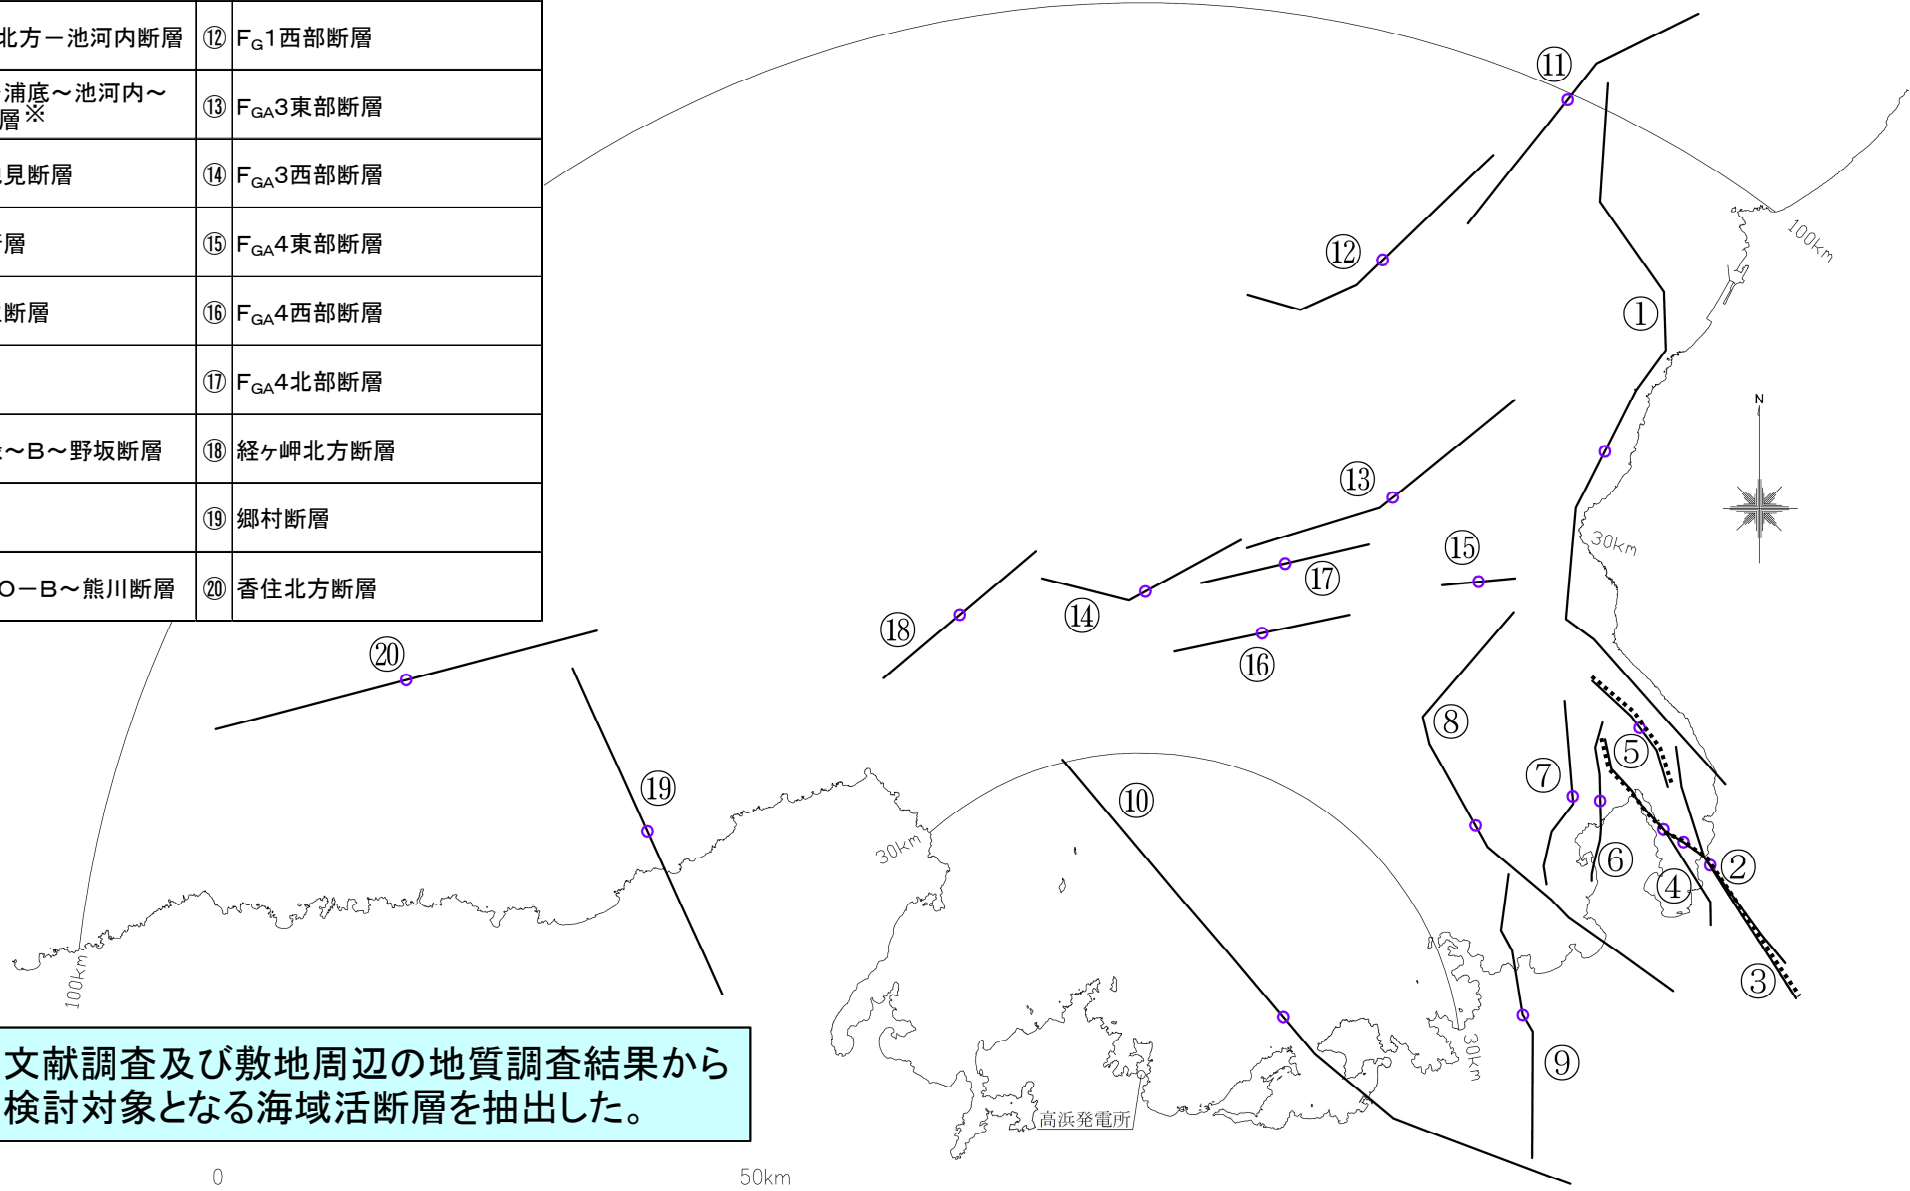 北方－池河内断層 ⑫ FG1西部断層
浦底～池河内～
層※ ⑬ FGA3東部断層
見断層 ⑭ FGA3西部断層
層 ⑮ FGA4東部断層
断層 ⑯ FGA4西部断層
⑰ FGA4北部断層
～B～野坂断層 ⑱ 経ヶ岬北方断層
⑲ 郷村断層
O－B～熊川断層 ⑳ 香住北方断層
⑪
⑫
100km
①
N
⑬
30km
⑮
⑰
⑭
⑱
⑯
⑳
⑧
⑤
⑦
⑲
⑩
30km
⑥
②
④
100km
③
30km
⑨
文献調査及び敷地周辺の地質調査結果から
検討対象となる海域活断層を抽出した。
高浜発電所
0 50km